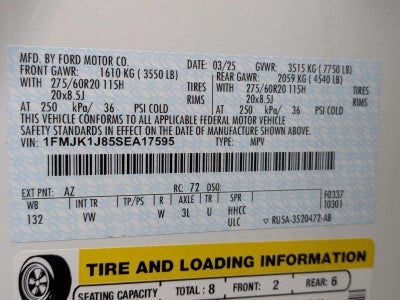 MFD. BY FORD MOTOR CO.
DATE: 03/25 GVWR: 3515 KG (7750 LB)
FRONT GAWR: 1610 KG (3550 LB) REAR GAWR: 2059 KG (4540 LB)
WITH 275/60R20 115H TIRES WITH 275/60R20 115H TIRES
20x8.5J RIMS 20x8.5J RIMS
AT 250 kPa/ 36 PSI COLD AT 250 kPa/ 36 PSI COLD
THIS VEHICLE CONFORMS TO ALL APPLICABLE FEDERAL MOTOR VEHICLE
SAFETY STANDARDS IN EFFECT ON THE DATE OF MANUFACTURE SHOWN ABOVE.
VIN: 1FMJK1J85SEA17595 TYPE: MPV
EXT PNT: AZ RC: 72 DSO: F0337
WB INT TR TP/PS R AXLE TR SPR T0301
132 VW W 3L U HHCC
ULC ▽ RUSA-3520472-AB
TIRE AND LOADING INFORMATION
SEATING CAPACITY TOTAL: 8 FRONT: 2 REAR: 6